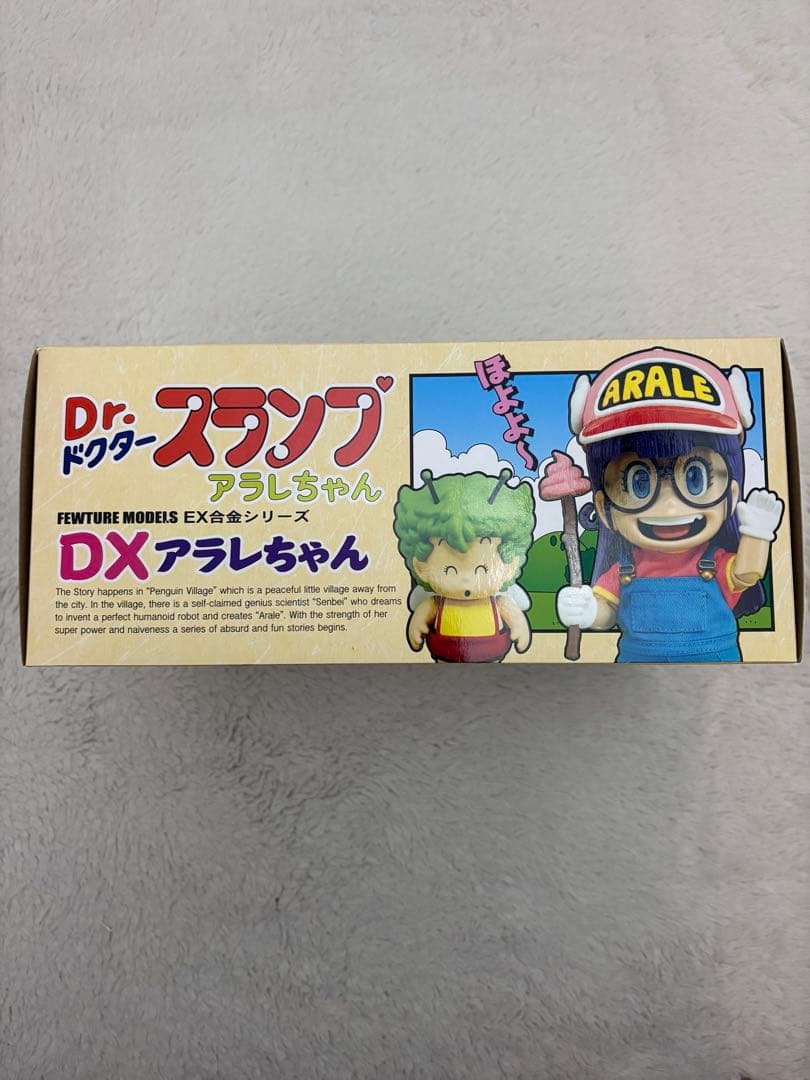 Dr.
ドクター
スランプ
アラレちゃん
FEWTURE MODELS EX合金シリーズ
DXアラレちゃん
The Story happens in "Penguin Village" which is a peaceful little village away from
the city. In the village, there is a self-claimed genius scientist "Senbei" who dreams
to invent a perfect humanoid robot and creates "Arale". With the strength of her
super power and naiveness a series of absurd and fun stories begins.
ほよよよ〜
ARALE